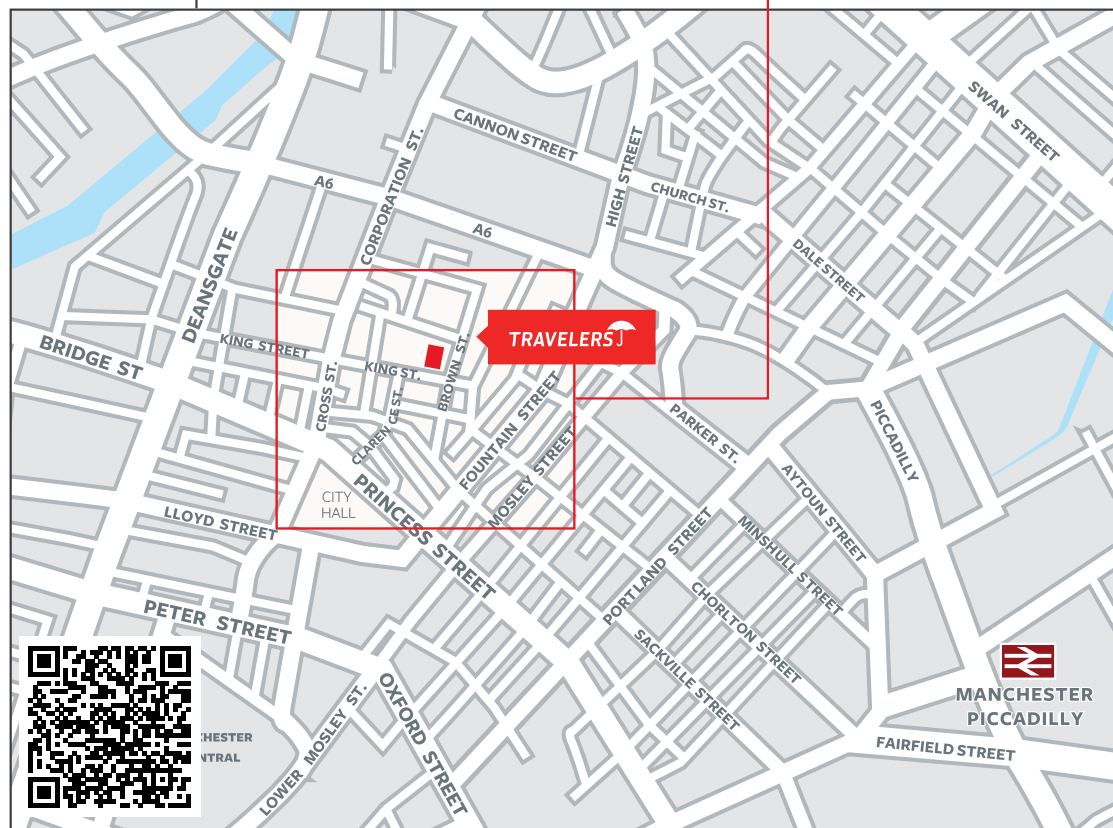 SWAN STREET
CANNON STREET
CORPORATION ST.
HIGH STREET
A6
CHURCH ST.
A6
DEANSGATE
DALE STREET
TRAVELERS
BRIDGE ST
KING STREET
KING ST.
BROWN ST.
CROSS ST.
CLARENCE ST.
FOUNTAIN STREET
MOSLEY STREET
PARKER ST.
PICCADILLY
AYTOUN STREET
CITY
HALL
PRINCESS STREET
LLOYD STREET
MINSHULL STREET
PORTLAND STREET
CHORLTON STREET
PETER STREET
SACKVILLE STREET
OXFORD STREET
LOWER MOSLEY ST.
MANCHESTER
PICCADILLY
CHESTER
NTRAL
FAIRFIELD STREET